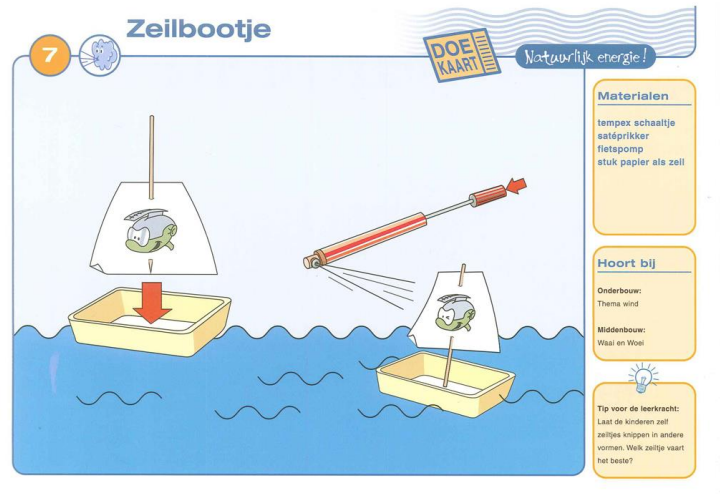 7
Zeilbootje
DOE
KAART
Natuurlijk energie!
Materialen
tempex schaaltje
satéprikker
fietspomp
stuk papier als zeil
Hoort bij
Onderbouw:
Thema wind
Middenbouw:
Waai en Woei
Tip voor de leerkracht:
Laat de kinderen zelf
zeiltjes knippen in andere
vormen. Welk zeiltje vaart
het beste?